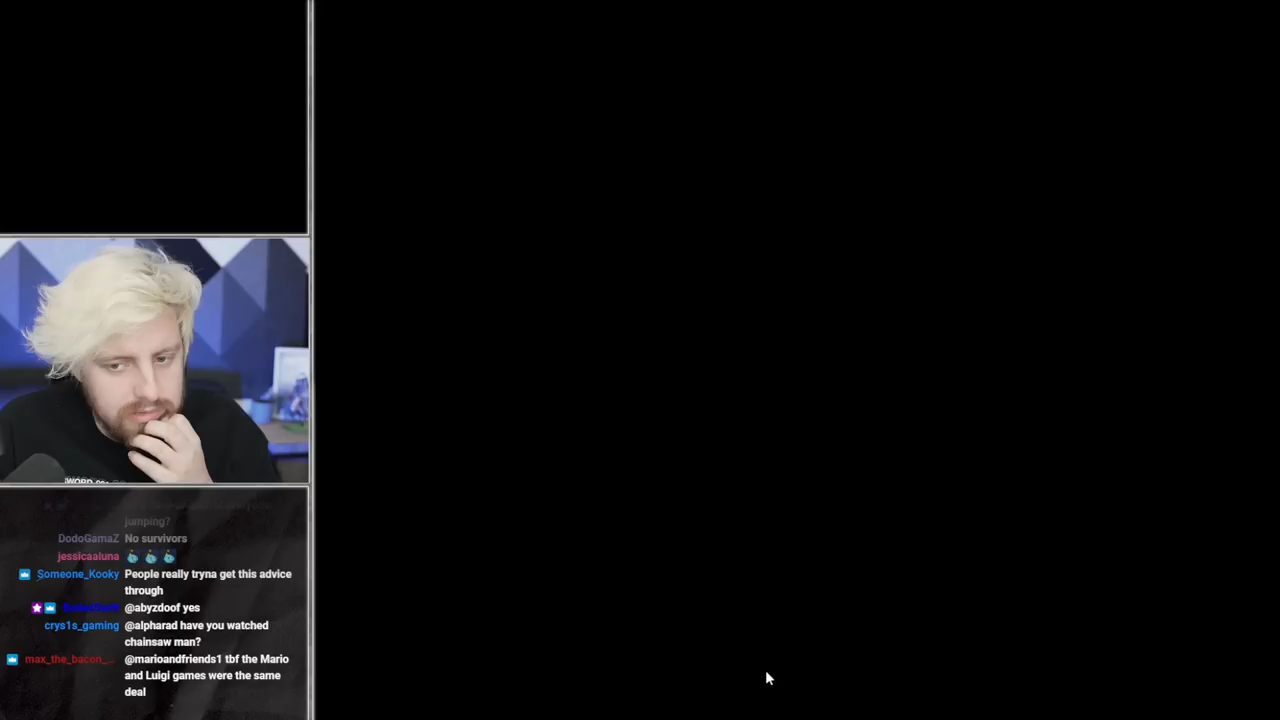 jumping?
DodoGamaZ No survivors
jessicaaluna
Someone_Kooky People really tryna get this advice
through
@abyzdoof yes
crys1s_gaming @alpharad have you watched
chainsaw man?
max_the_bacon_... @marioandfriends1 tbf the Mario
and Luigi games were the same
deal